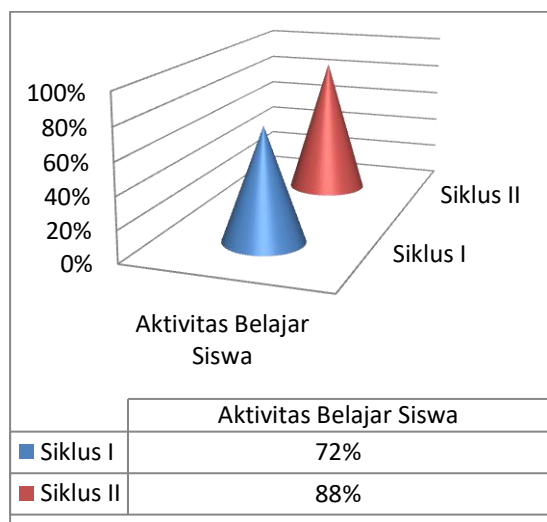 100%
80%
60%
40%
20%
0%
Siklus II
Siklus I
Aktivitas Belajar
Siswa
Aktivitas Belajar Siswa
Siklus I 72%
Siklus II 88%